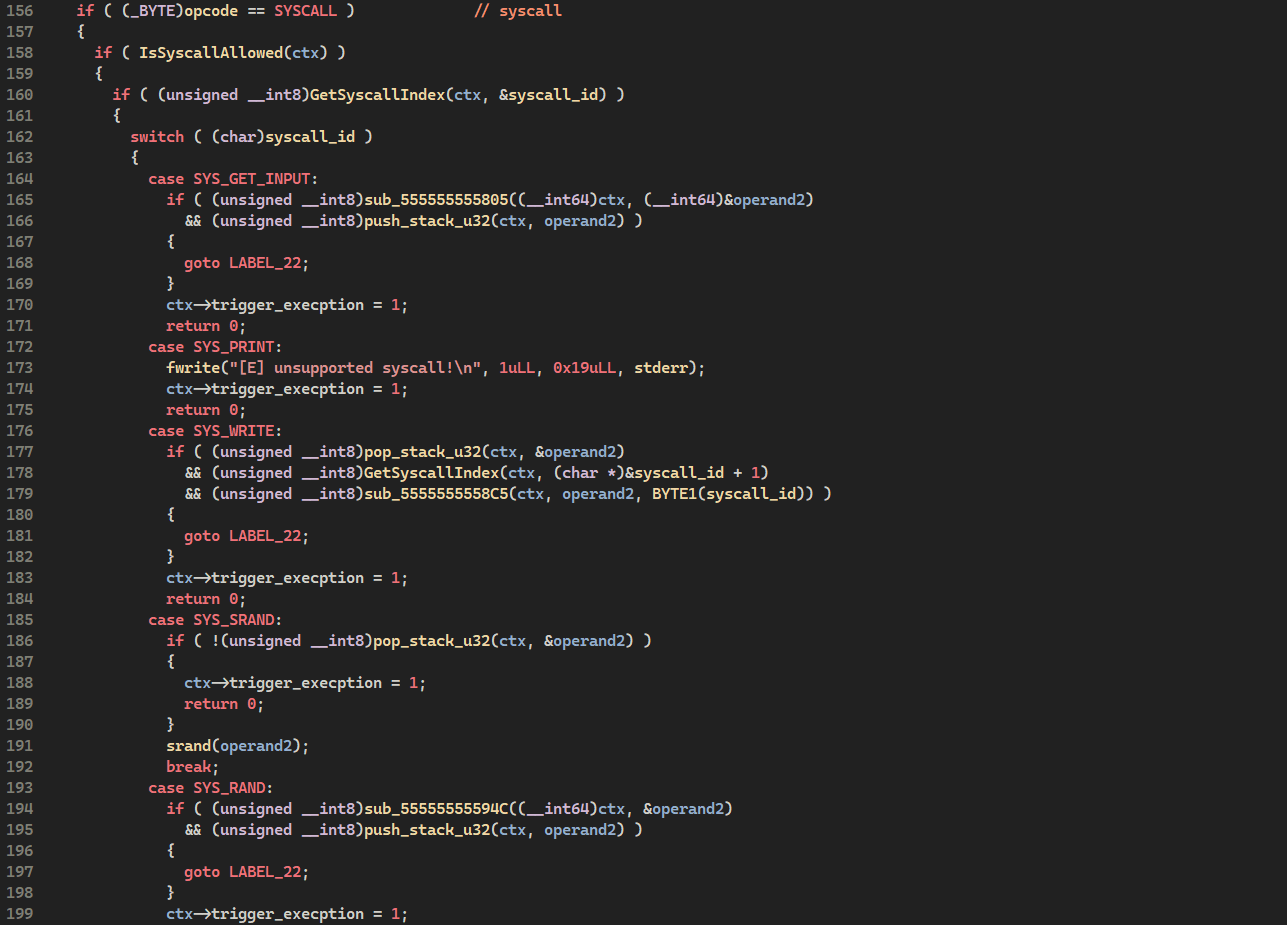 156     if ( (_BYTE)opcode == SYSCALL )             // syscall
157     {
158       if ( IsSyscallAllowed(ctx) )
159       {
160         if ( (unsigned __int8)GetSyscallIndex(ctx, &syscall_id) )
161         {
162           switch ( (char)syscall_id )
163           {
164             case SYS_GET_INPUT:
165               if ( (unsigned __int8)sub_555555555805((__int64)ctx, (__int64)&operand2)
166                 && (unsigned __int8)push_stack_u32(ctx, operand2) )
167               {
168                 goto LABEL_22;
169               }
170               ctx->trigger_execption = 1;
171               return 0;
172             case SYS_PRINT:
173               fwrite("[E] unsupported syscall!\n", 1uLL, 0x19uLL, stderr);
174               ctx->trigger_execption = 1;
175               return 0;
176             case SYS_WRITE:
177               if ( (unsigned __int8)pop_stack_u32(ctx, &operand2)
178                 && (unsigned __int8)GetSyscallIndex(ctx, (char *)&syscall_id + 1)
179                 && (unsigned __int8)sub_5555555558C5(ctx, operand2, BYTE1(syscall_id)) )
180               {
181                 goto LABEL_22;
182               }
183               ctx->trigger_execption = 1;
184               return 0;
185             case SYS_SRAND:
186               if ( !(unsigned __int8)pop_stack_u32(ctx, &operand2) )
187               {
188                 ctx->trigger_execption = 1;
189                 return 0;
190               }
191               srand(operand2);
192               break;
193             case SYS_RAND:
194               if ( (unsigned __int8)sub_55555555594C((__int64)ctx, &operand2)
195                 && (unsigned __int8)push_stack_u32(ctx, operand2) )
196               {
197                 goto LABEL_22;
198               }
199               ctx->trigger_execption = 1;